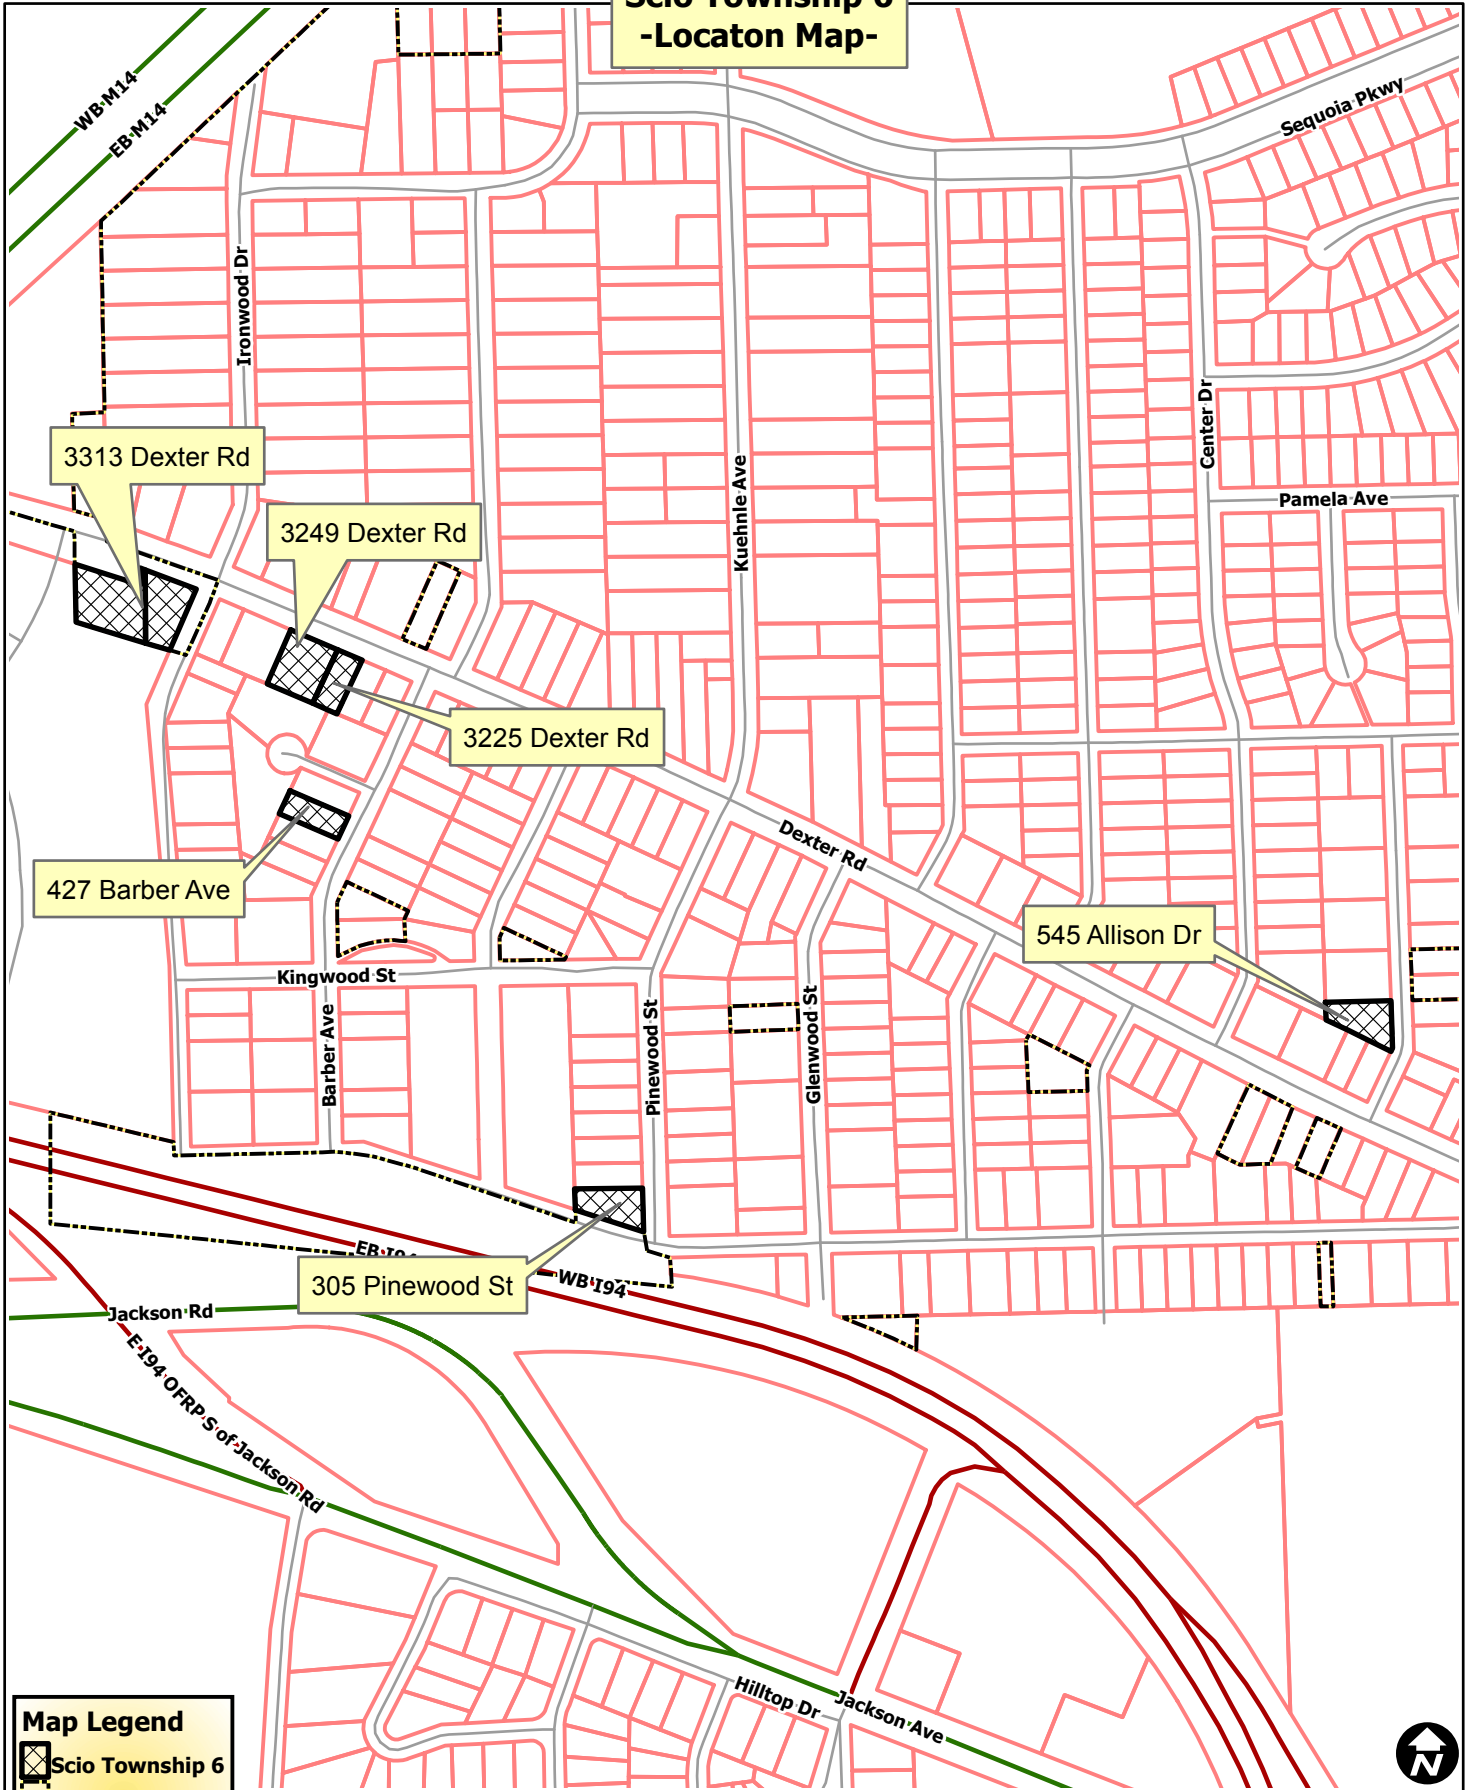 Scio Township 6
-Locaton Map-
WB M14
EB M14
Sequoia Pkwy
Ironwood Dr
Kuehnle Ave
Center Dr
Pamela Ave
3313 Dexter Rd
3249 Dexter Rd
3225 Dexter Rd
Dexter Rd
427 Barber Ave
545 Allison Dr
Kingwood St
Barber Ave
Pinewood St
Glenwood St
EB I94
305 Pinewood St
WB I94
Jackson Rd
E I94 OFRP S of Jackson Rd
Hilltop Dr
Jackson Ave
Map Legend
Scio Township 6
N